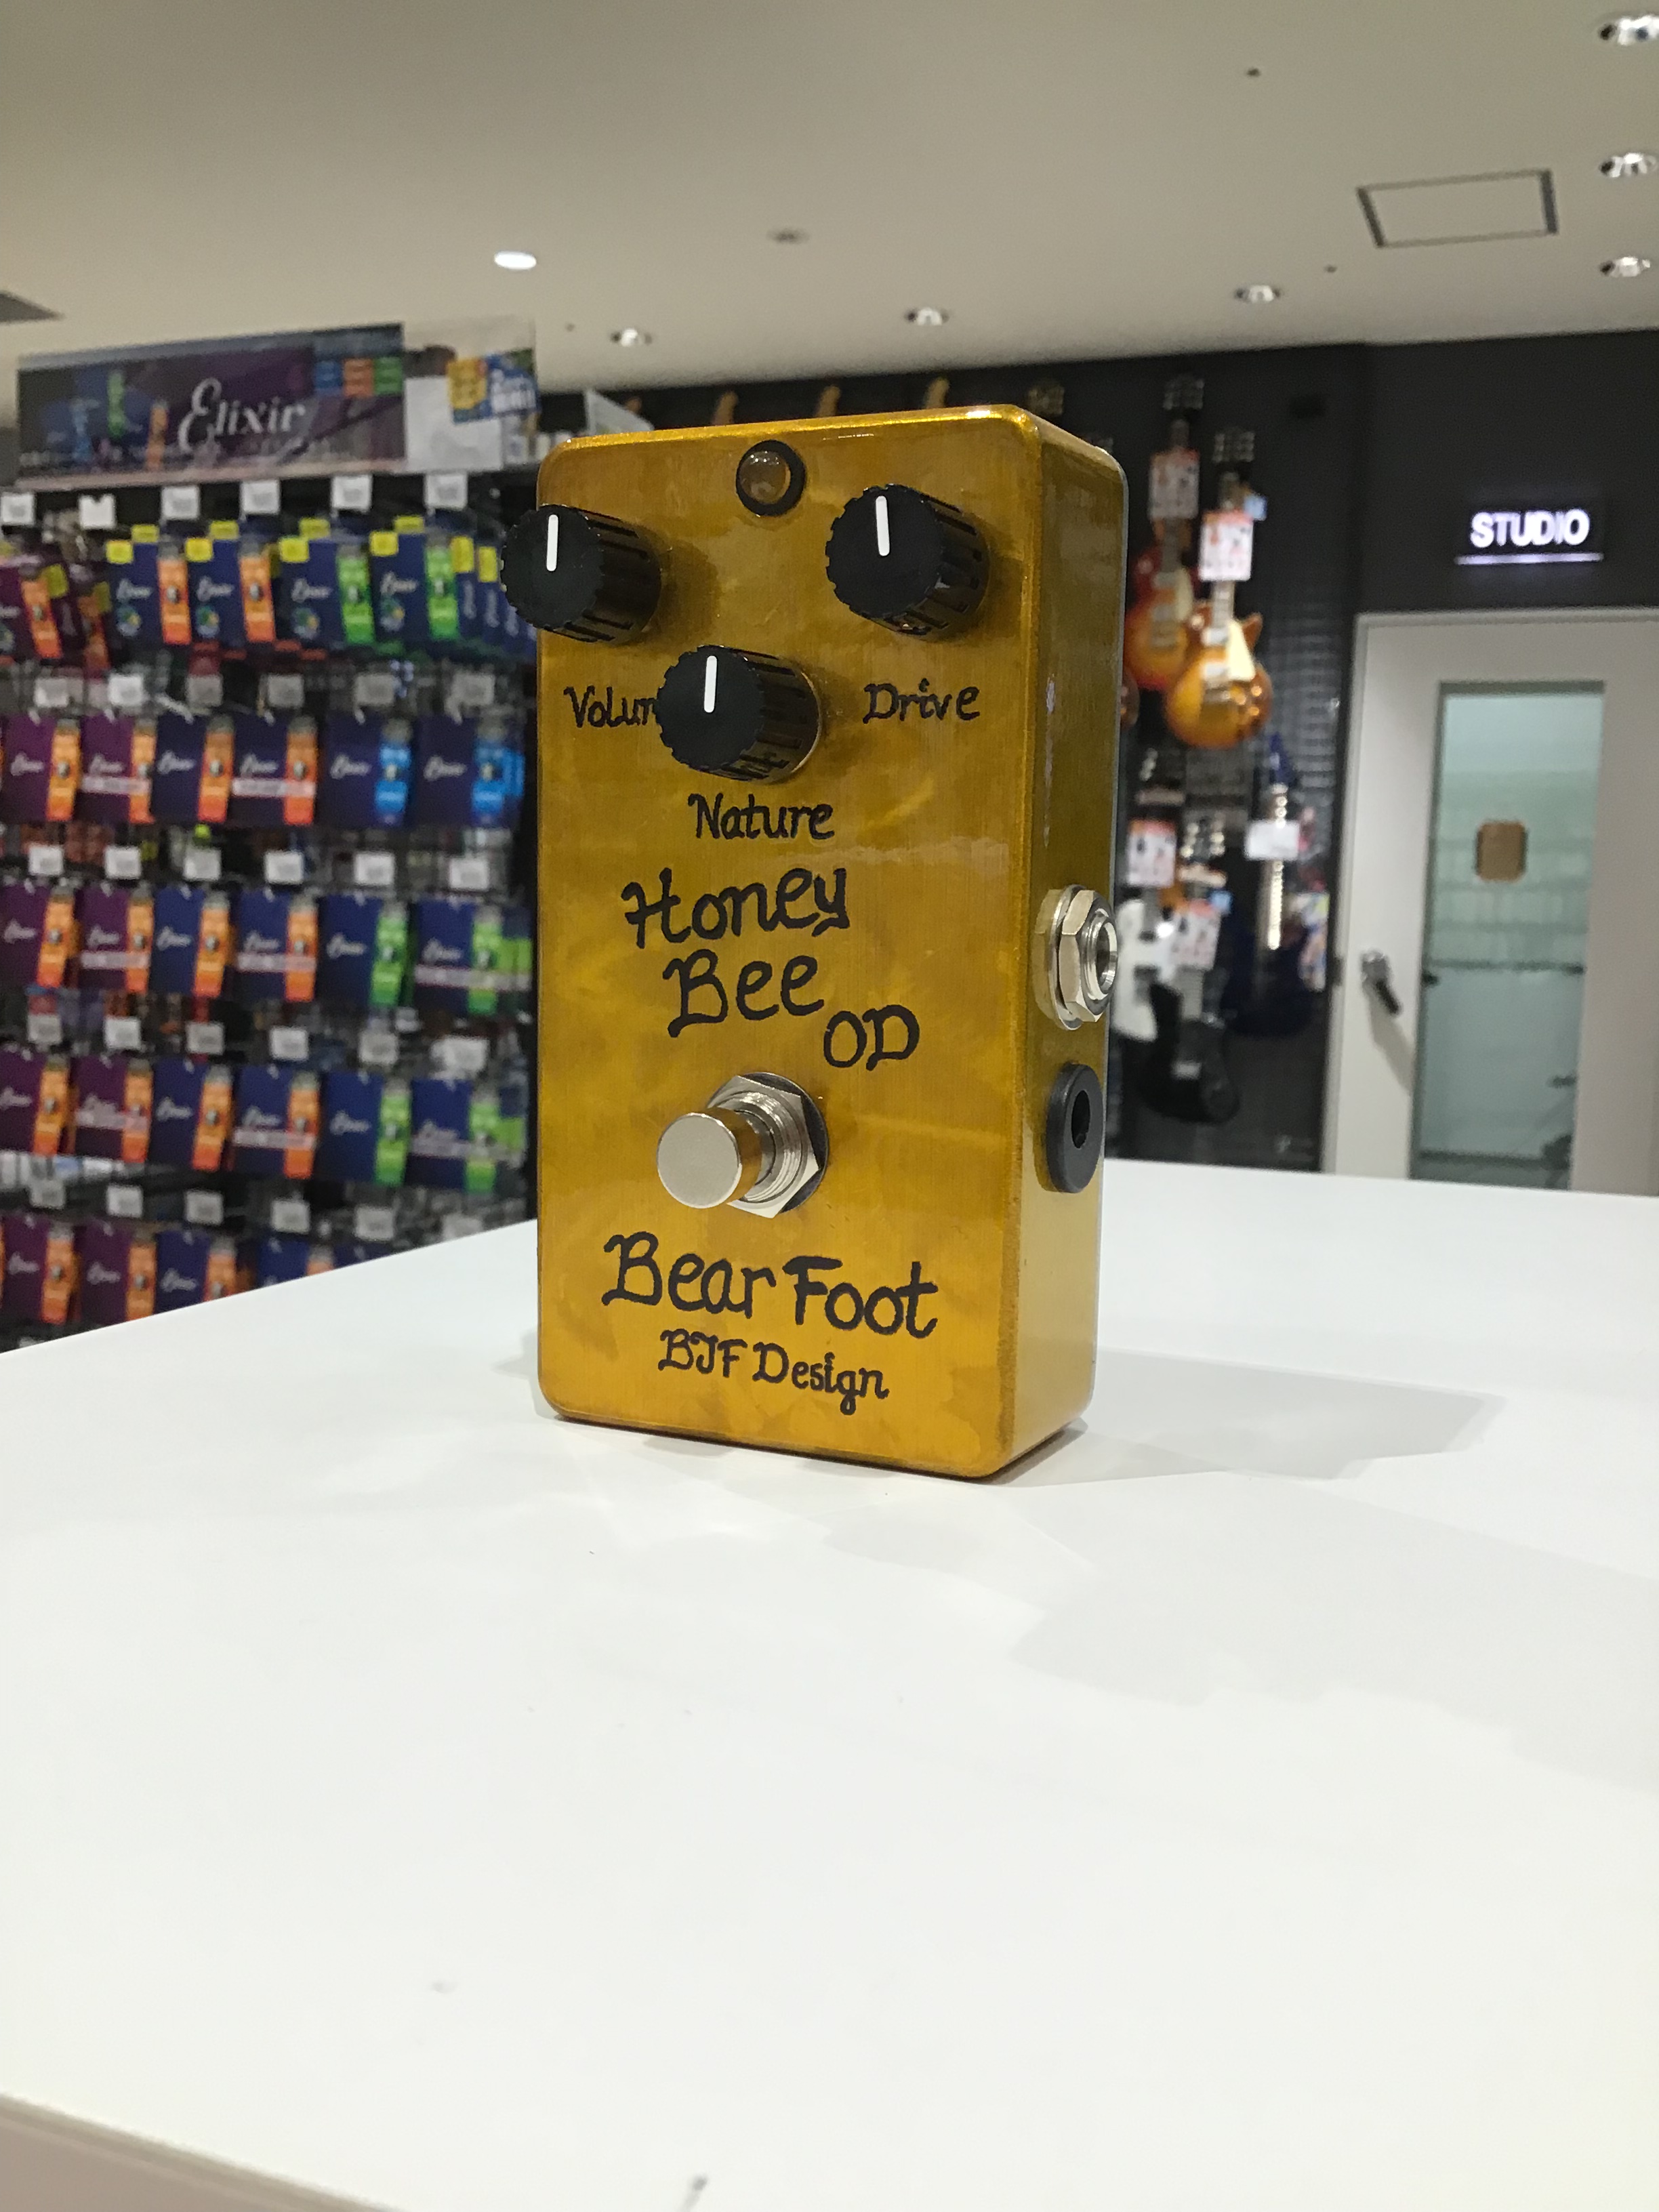 Elixir
STUDIO
Volum
Drive
Nature
Honey
Bee
OD
Bear Foot
BJF Design